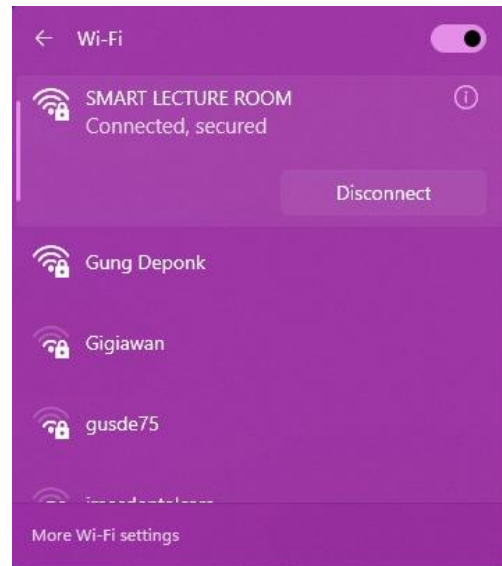 Wi-Fi
SMART LECTURE ROOM
Connected, secured
Disconnect
Gung Deponk
Gigiawan
gusde75
More Wi-Fi settings